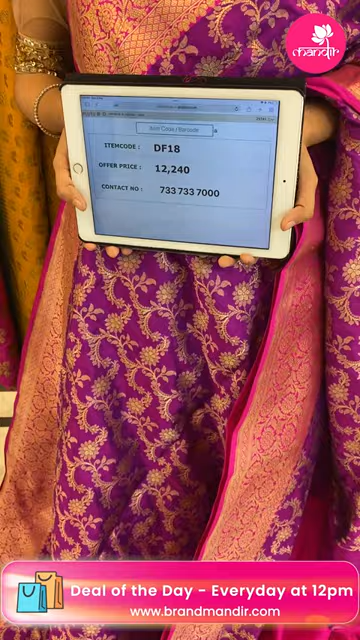 mandir
Add Code / Barcode
ITEMCODE : DF18
OFFER PRICE : 12,240
CONTACT NO : 733 733 7000
Deal of the Day - Everyday at 12pm
www.brandmandir.com